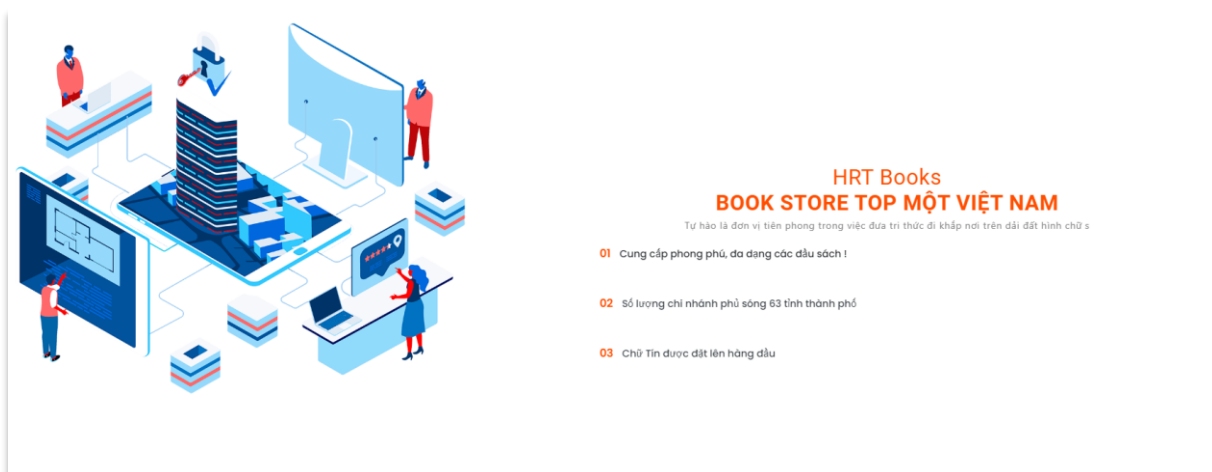 HRT Books
BOOK STORE TOP MỘT VIỆT NAM
Tự hào là đơn vị tiên phong trong việc đưa tri thức đi khắp nơi trên dải đất hình chữ s
01 Cung cấp phong phú, đa dạng các đầu sách !
02 Số lượng chi nhánh phủ sóng 63 tỉnh thành phố
03 Chữ Tín được đặt lên hàng đầu